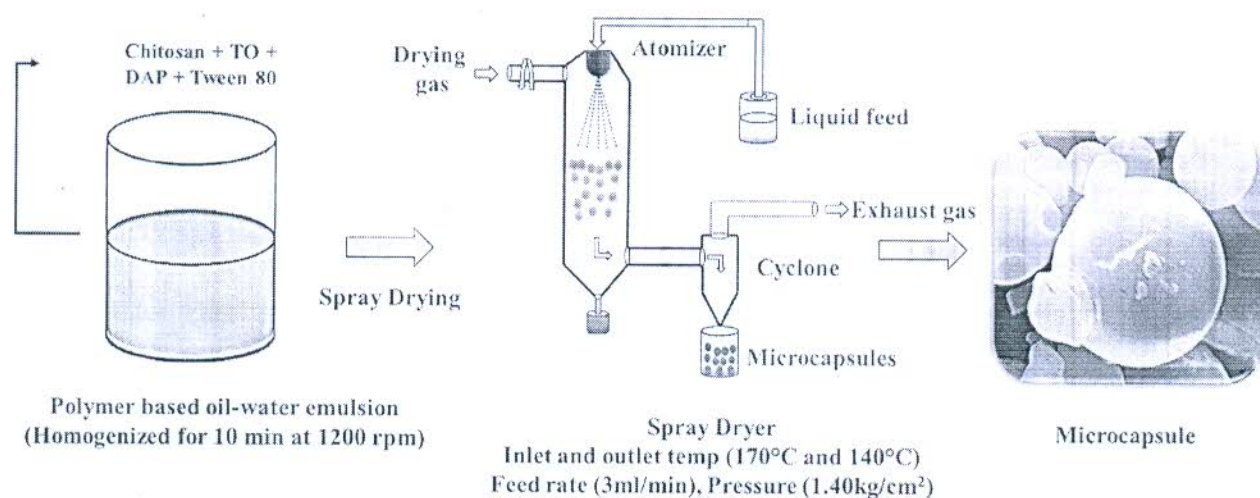 Chitosan + TO +
DAP + Tween 80
Polymer based oil-water emulsion
(Homogenized for 10 min at 1200 rpm)
Spray Drying
Drying
gas
Atomizer
Liquid feed
Exhaust gas
Cyclone
Microcapsules
Spray Dryer
Inlet and outlet temp (170°C and 140°C)
Feed rate (3ml/min), Pressure (1.40kg/cm²)
Microcapsule